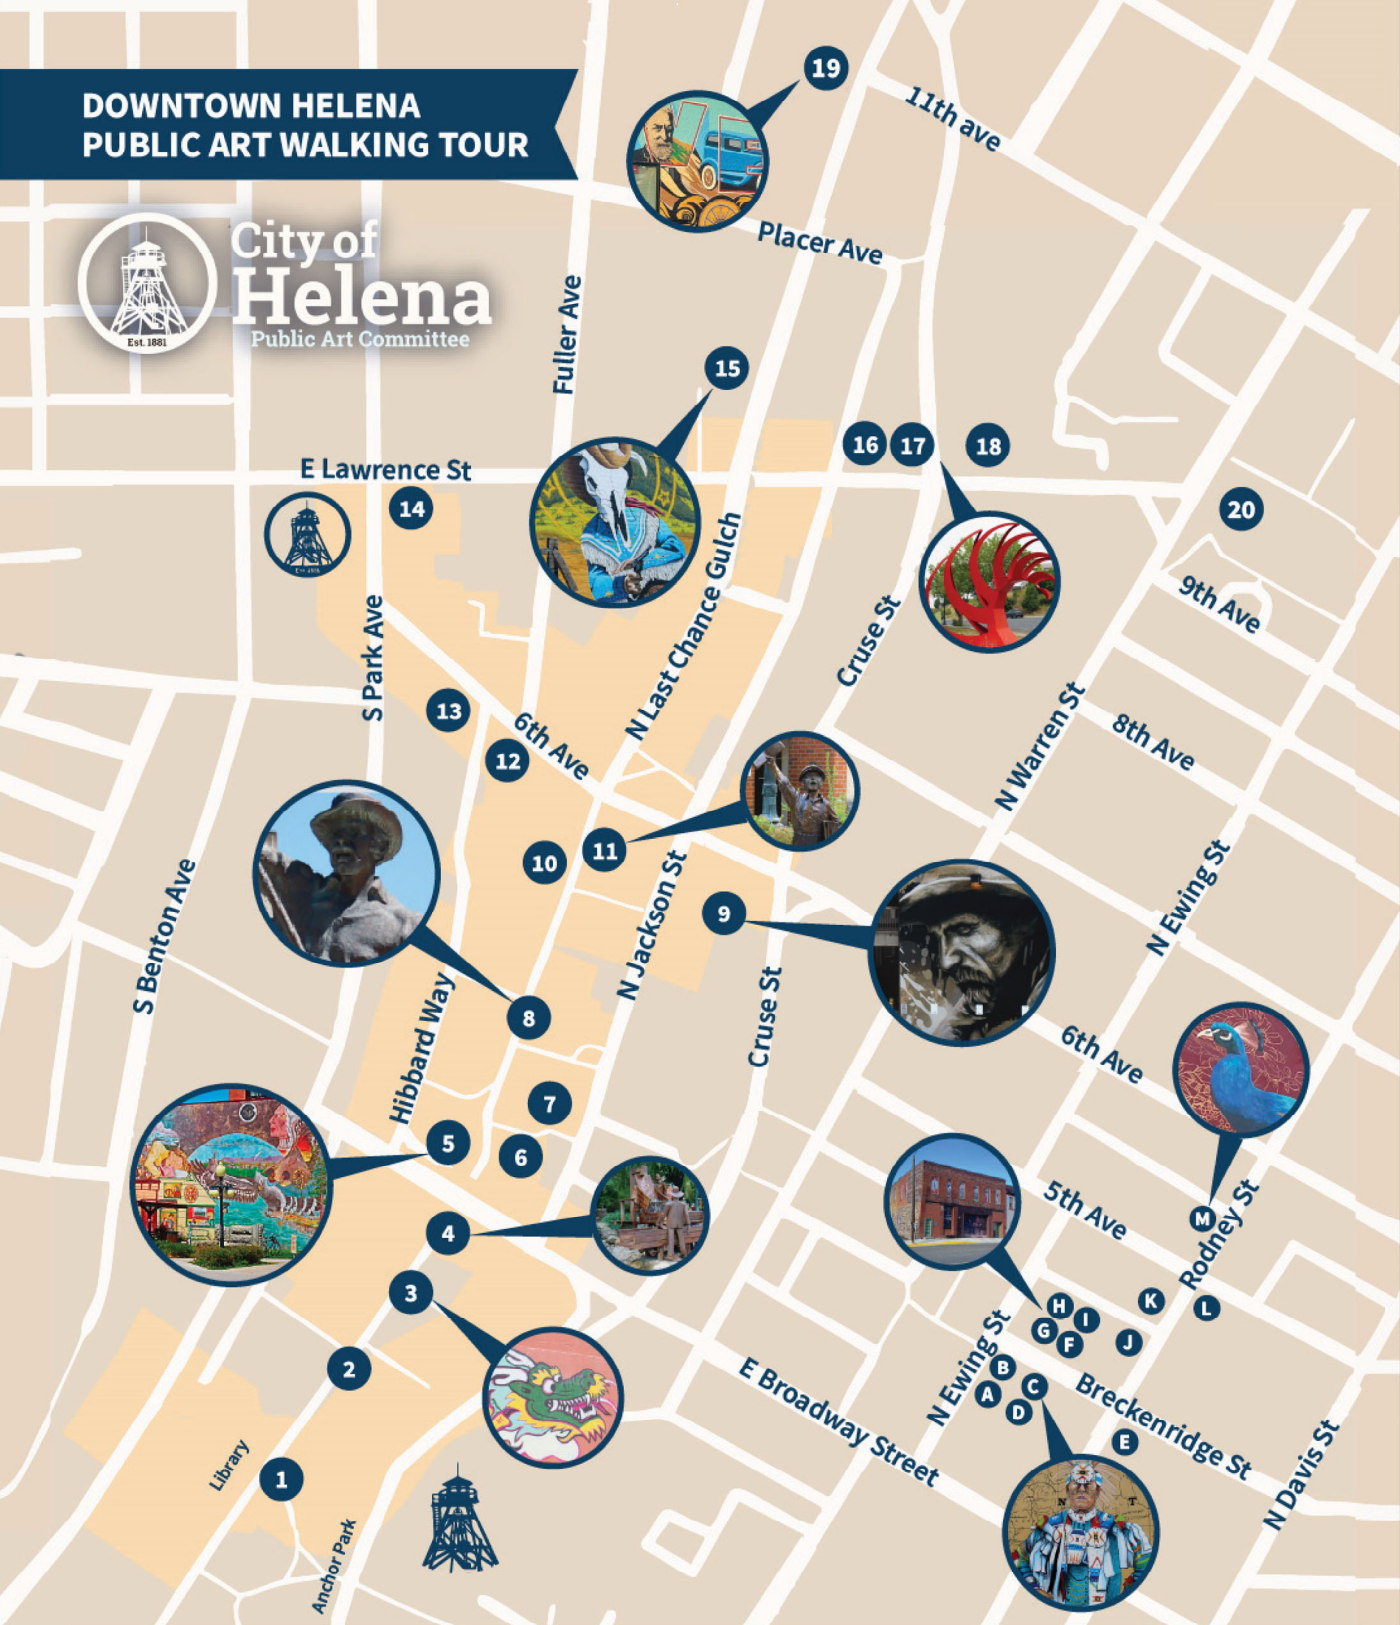 DOWNTOWN HELENA
PUBLIC ART WALKING TOUR
City of
Helena
Public Art Committee
Est. 1881
19
11th ave
Placer Ave
Fuller Ave
15
16
17
18
E Lawrence St
14
20
9th Ave
N Last Chance Gulch
Cruse St
S Park Ave
13
6th Ave
12
8th Ave
N Warren St
11
10
9
N Jackson St
N Ewing St
S Benton Ave
8
Cruse St
Hibbard Way
6th Ave
7
5
6
4
5th Ave
M
Rodney St
3
H
I
K
L
G
F
J
2
B
C
A
D
N Ewing St
E Broadway Street
Breckenridge St
E
Library
1
N Davis St
N T
Anchor Park